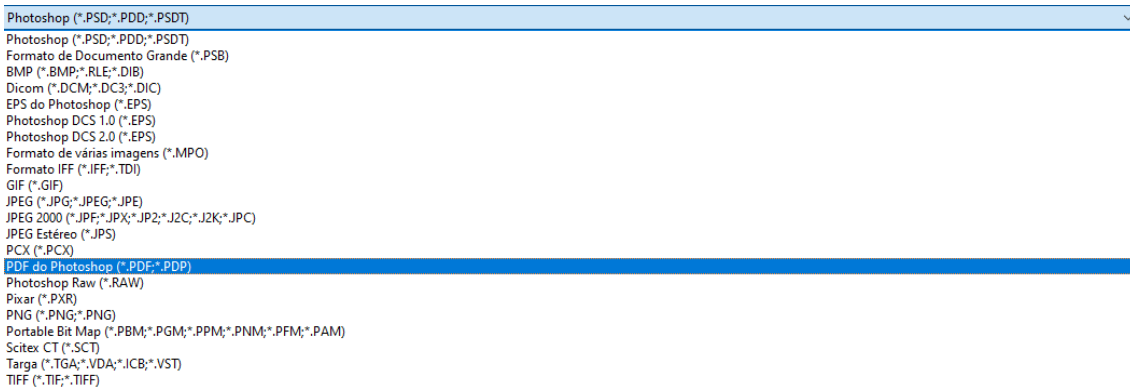 Photoshop (*.PSD;*.PDD;*.PSDT)
Photoshop (*.PSD;*.PDD;*.PSDT)
Formato de Documento Grande (*.PSB)
BMP (*.BMP;*.RLE;*.DIB)
Dicom (*.DCM;*.DC3;*.DIC)
EPS do Photoshop (*.EPS)
Photoshop DCS 1.0 (*.EPS)
Photoshop DCS 2.0 (*.EPS)
Formato de várias imagens (*.MPO)
Formato IFF (*.IFF;*.TDI)
GIF (*.GIF)
JPEG (*.JPG;*.JPEG;*.JPE)
JPEG 2000 (*.JPF;*.JPX;*.JP2;*.J2C;*.J2K;*.JPC)
JPEG Estéreo (*.JPS)
PCX (*.PCX)
PDF do Photoshop (*.PDF;*.PDP)
Photoshop Raw (*.RAW)
Pixar (*.PXR)
PNG (*.PNG;*.PNG)
Portable Bit Map (*.PBM;*.PGM;*.PPM;*.PNM;*.PFM;*.PAM)
Scitex CT (*.SCT)
Targa (*.TGA;*.VDA;*.ICB;*.VST)
TIFF (*.TIF;*.TIFF)